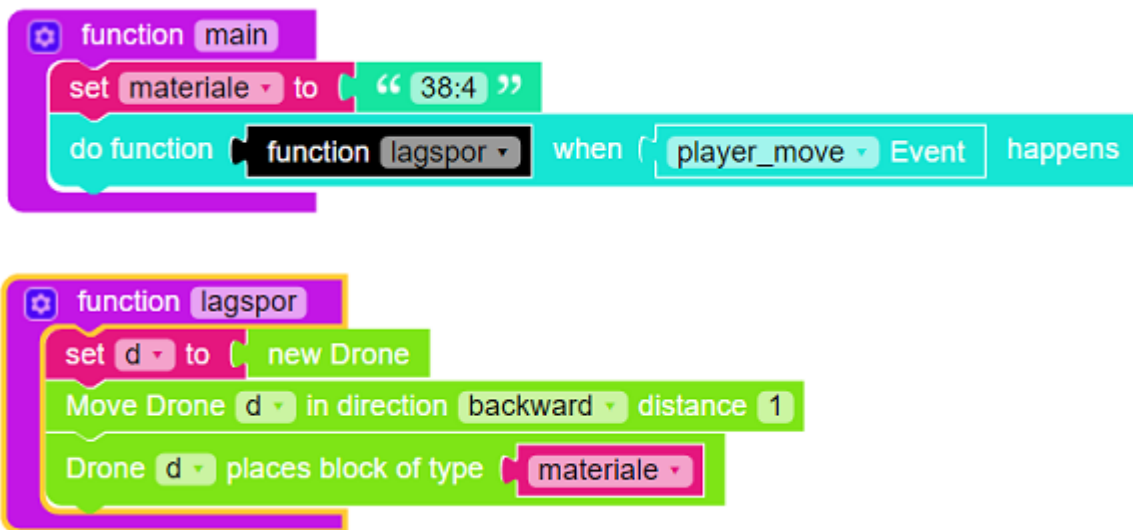 function main
set materiale to “ 38:4 ”
do function function lagspor when player_move Event happens
function lagspor
set d to new Drone
Move Drone d in direction backward distance 1
Drone d places block of type materiale